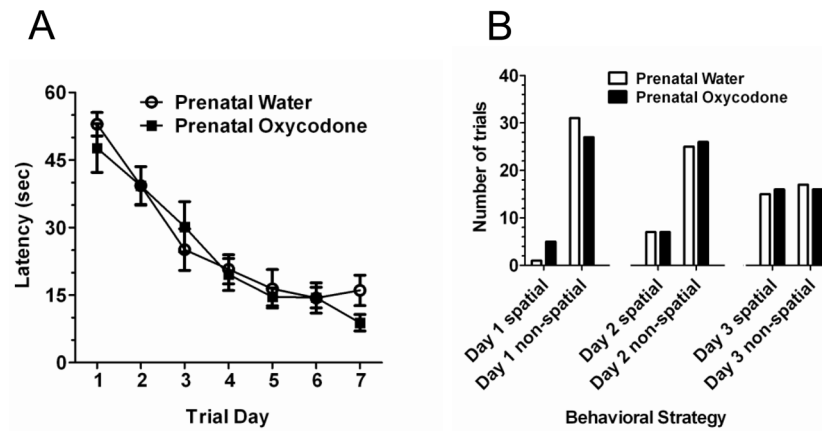 A
Prenatal Water
Prenatal Oxycodone
60
45
30
15
0
Latency (sec)
1 2 3 4 5 6 7
Trial Day
B
Prenatal Water
Prenatal Oxycodone
40
30
20
10
0
Number of trials
Day 1 spatial
Day 1 non-spatial
Day 2 spatial
Day 2 non-spatial
Day 3 spatial
Day 3 non-spatial
Behavioral Strategy